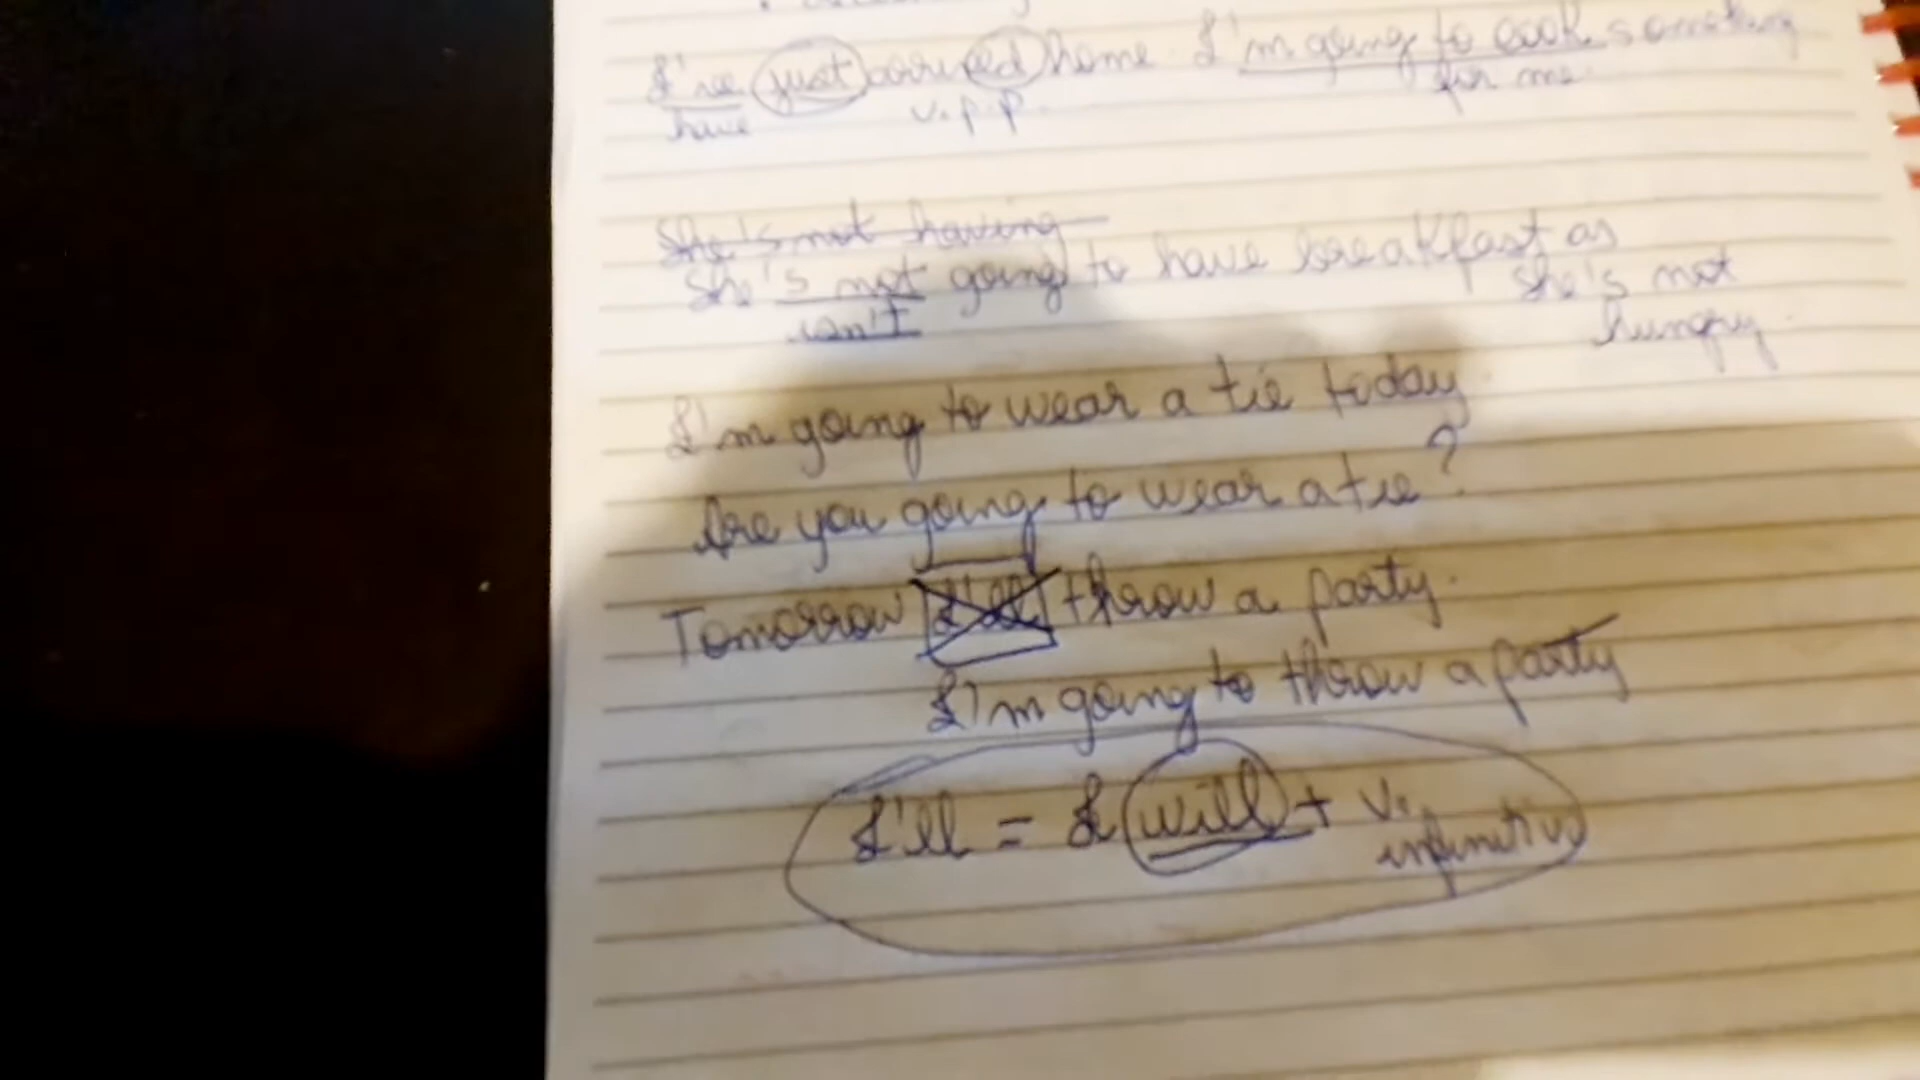 I've just arrived home I'm going to cook something
for me
have
v.p.p.
She's not having
She's not going to have breakfast as
she's not
isn't
hungry.
I'm going to wear a tie today
Are you going to wear a tie?
Tomorrow I'll throw a party.
I'm going to throw a party
I'll = I will + v.
infinitive